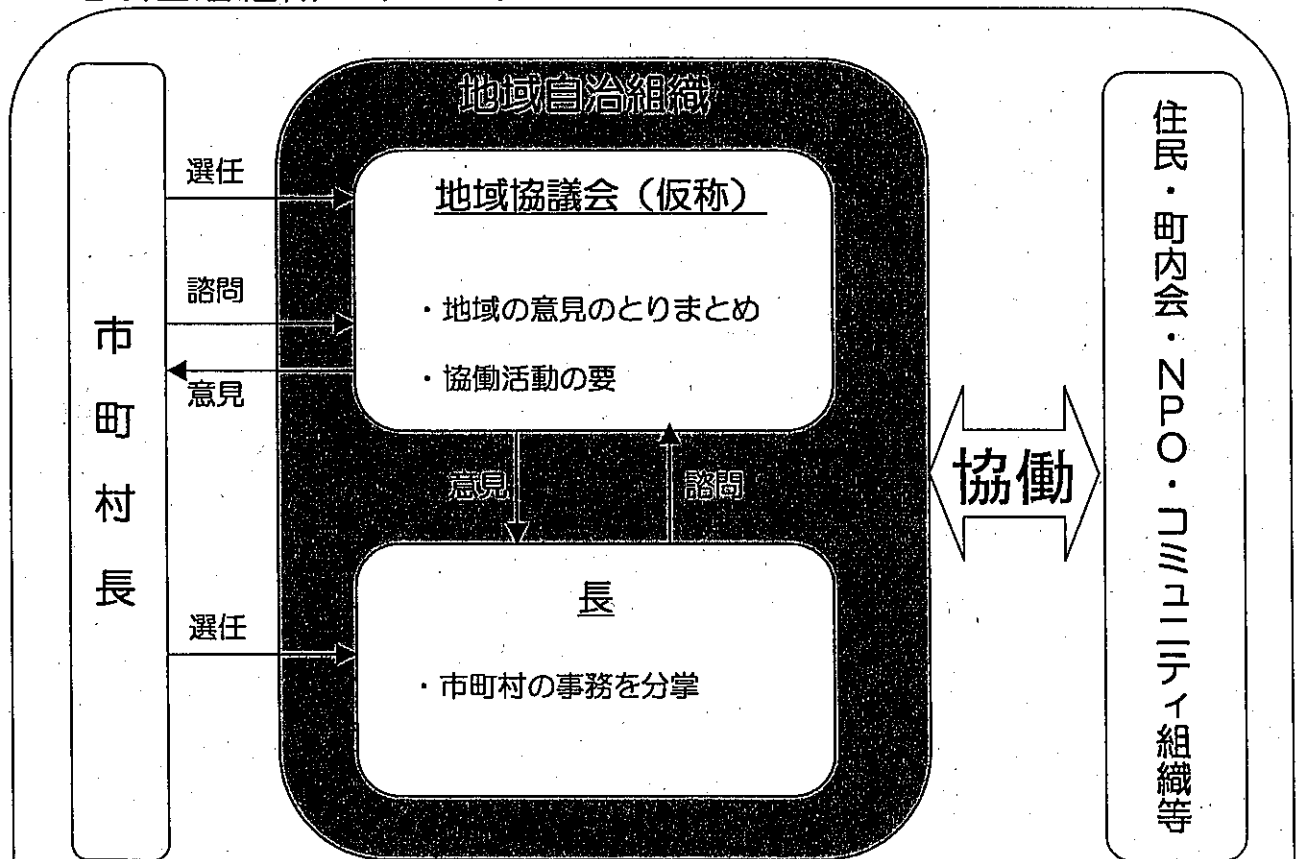 地域自治組織
市町村長
選任
諮問
意見
選任
地域協議会（仮称）
・地域の意見のとりまとめ
・協働活動の要
意見
諮問
長
・市町村の事務を分掌
協働
住民・町内会・NPO・コミュニティ組織等